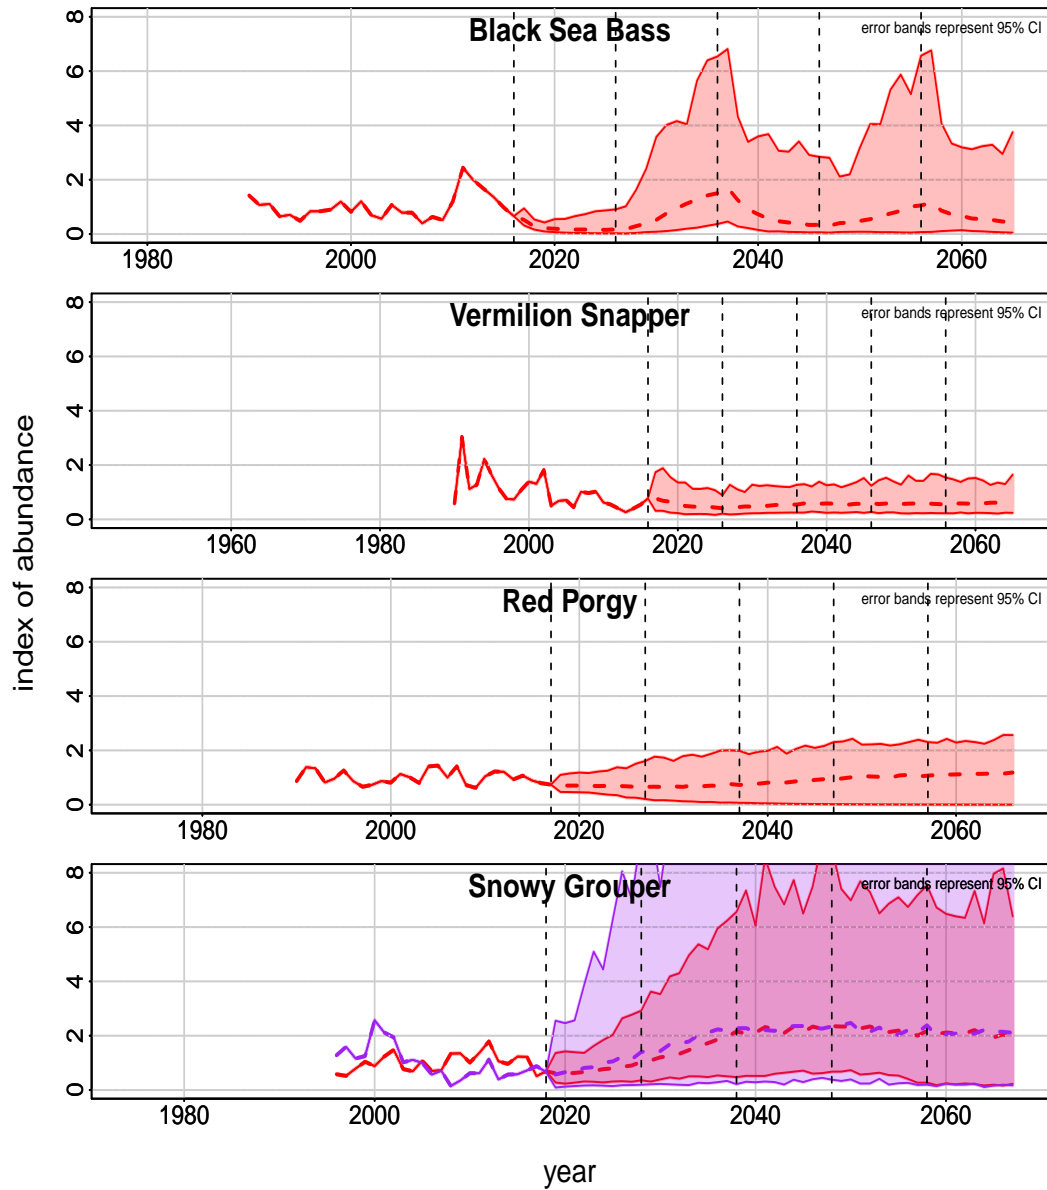 Black Sea Bass
error bands represent 95% CI
0 2 4 6 8
1980 2000 2020 2040 2060
Vermilion Snapper
error bands represent 95% CI
0 2 4 6 8
1960 1980 2000 2020 2040 2060
index of abundance
Red Porgy
error bands represent 95% CI
0 2 4 6 8
1980 2000 2020 2040 2060
Snowy Grouper
error bands represent 95% CI
0 2 4 6 8
1980 2000 2020 2040 2060
year